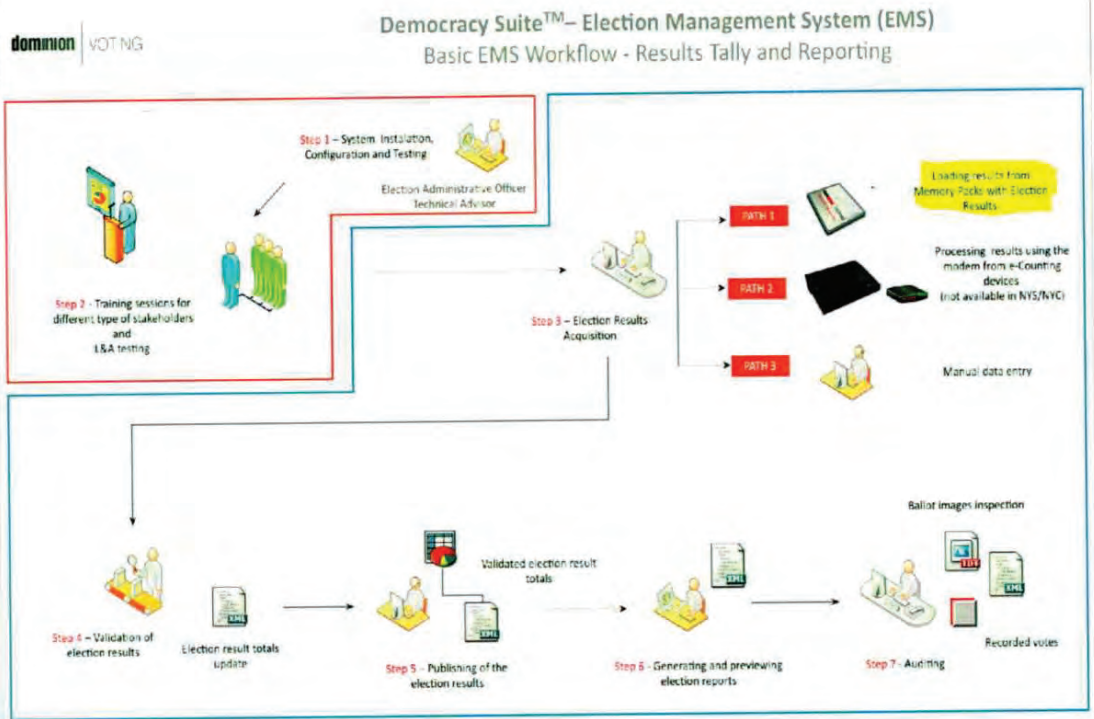 dominion | VOTING
Democracy Suite™– Election Management System (EMS)
Basic EMS Workflow - Results Tally and Reporting
Step 1 – System Instalation,
Configuration and Testing
Election Administrative Officer
Technical Advisor
Step 2 - Training sessions for
different type of stakeholders
and
L&A testing
Step 3 – Election Results
Acquisition
PATH 1
Loading results from
Memory Packs with Election
Results
PATH 2
Processing results using the
modem from e-Counting
devices
(not available in NYS/NYC)
PATH 3
Manual data entry
Step 4 – Validation of
election results
XML
Election result totals
update
XML
Step 5 - Publishing of the
election results
Validated election result
totals
XML
Step 6 - Generating and previewing
election reports
Ballot images inspection
XML
Step 7 - Auditing
Recorded votes